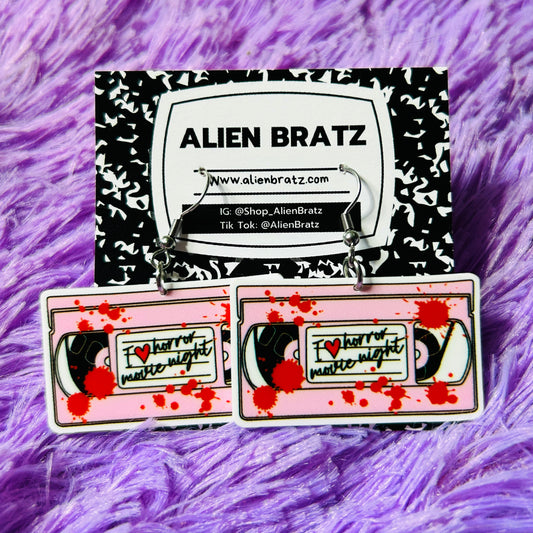 ALIEN BRATZ
www.alienbratz.com
IG: @Shop_AlienBratz
Tik Tok: @AlienBratz
I ♥ horror
movie night
I ♥ horror
movie night